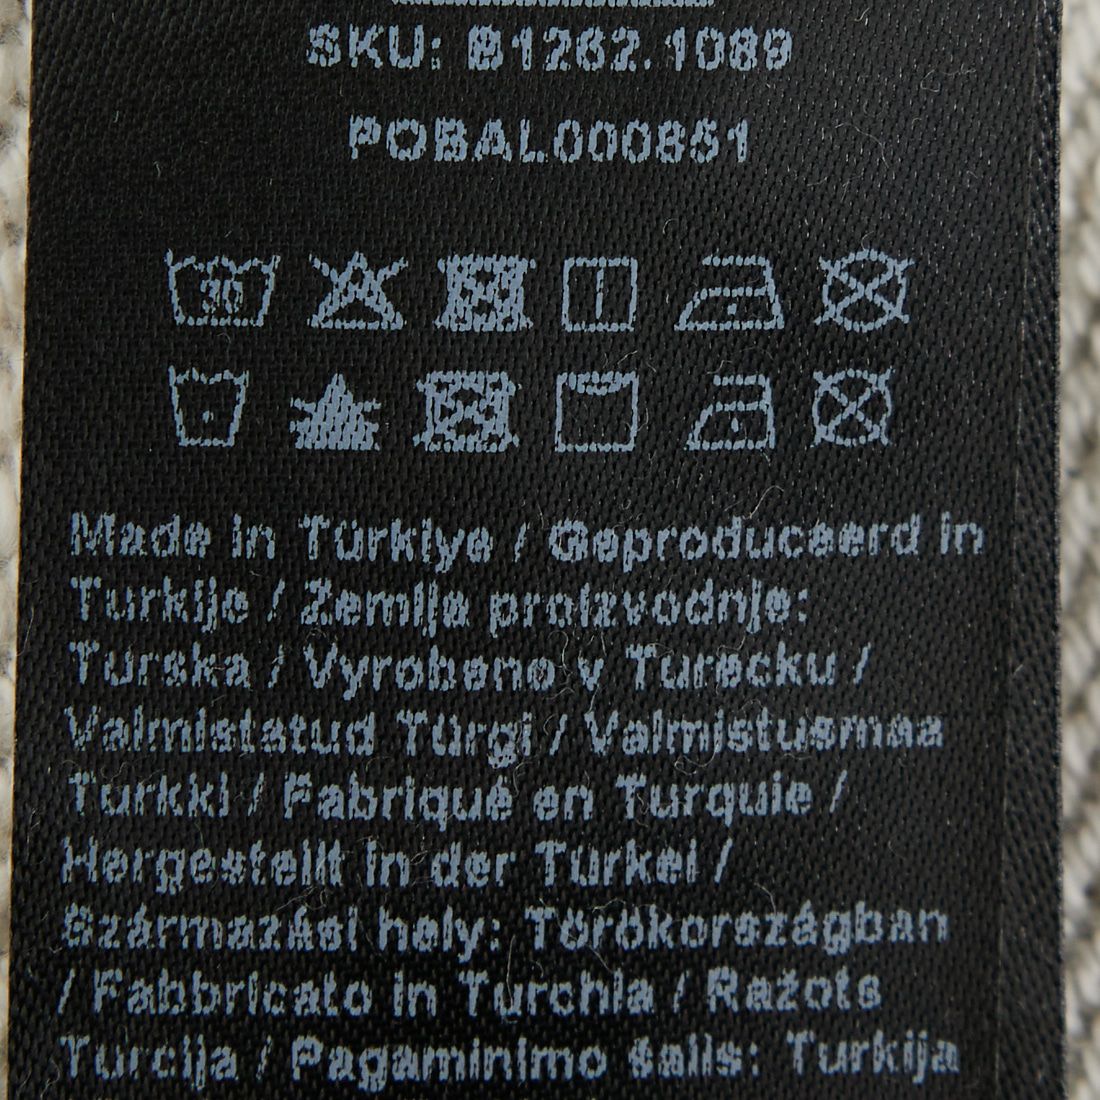 SKU: B1262.1089
POBAL000851
30
Made in Türkiye / Geproduceerd in
Turkije / Zemlja proizvodnje:
Turska / Vyrobeno v Turecku /
Valmistatud Türgi / Valmistusmaa
Turkki / Fabriqué en Turquie /
Hergestellt in der Türkei /
Származási hely: Törökországban
/ Fabbricato in Turchia / Ražots
Turcija / Pagaminimo šalis: Turkija